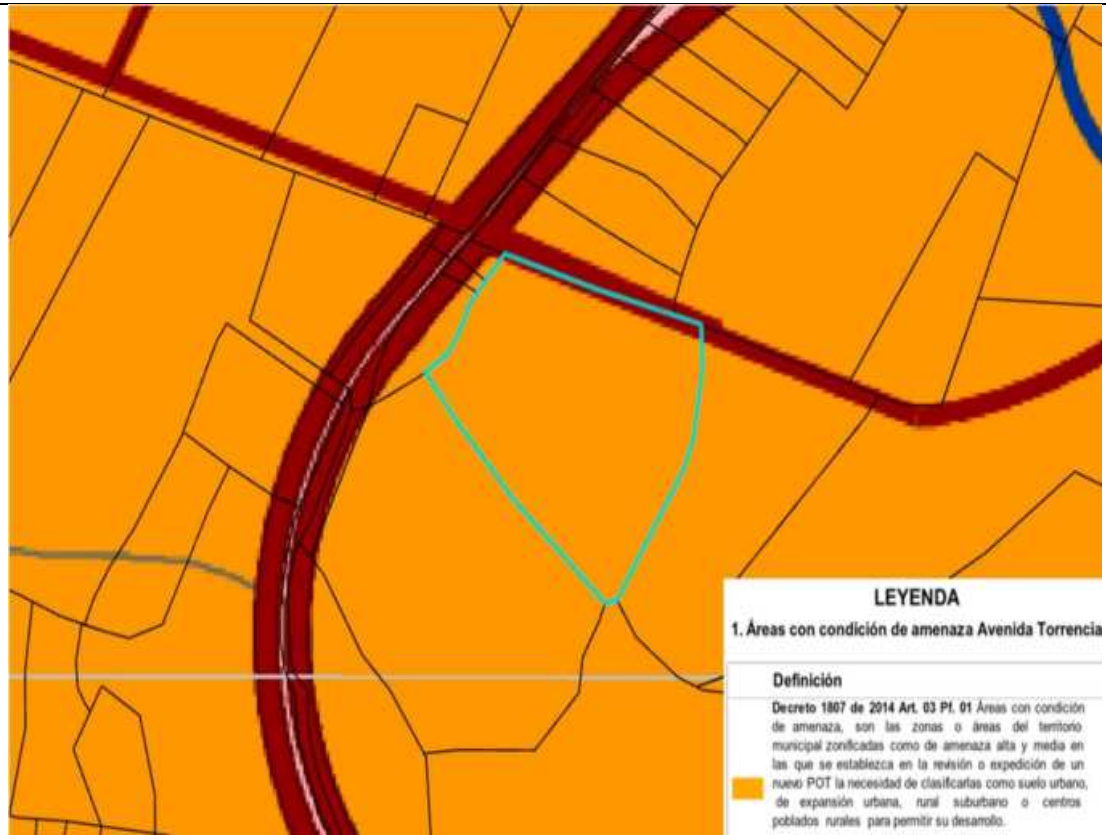 LEYENDA
1. Áreas con condición de amenaza Avenida Torrencia
Definición
Decreto 1807 de 2014 Art. 03 Pf. 01 Áreas con condición
de amenaza, son las zonas o áreas del territorio
municipal zonificadas como de amenaza alta y media en
las que se establezca en la revisión o expedición de un
nuevo POT la necesidad de clasificarlas como suelo urbano,
de expansión urbana, rural suburbano o centros
poblados rurales para permitir su desarrollo.